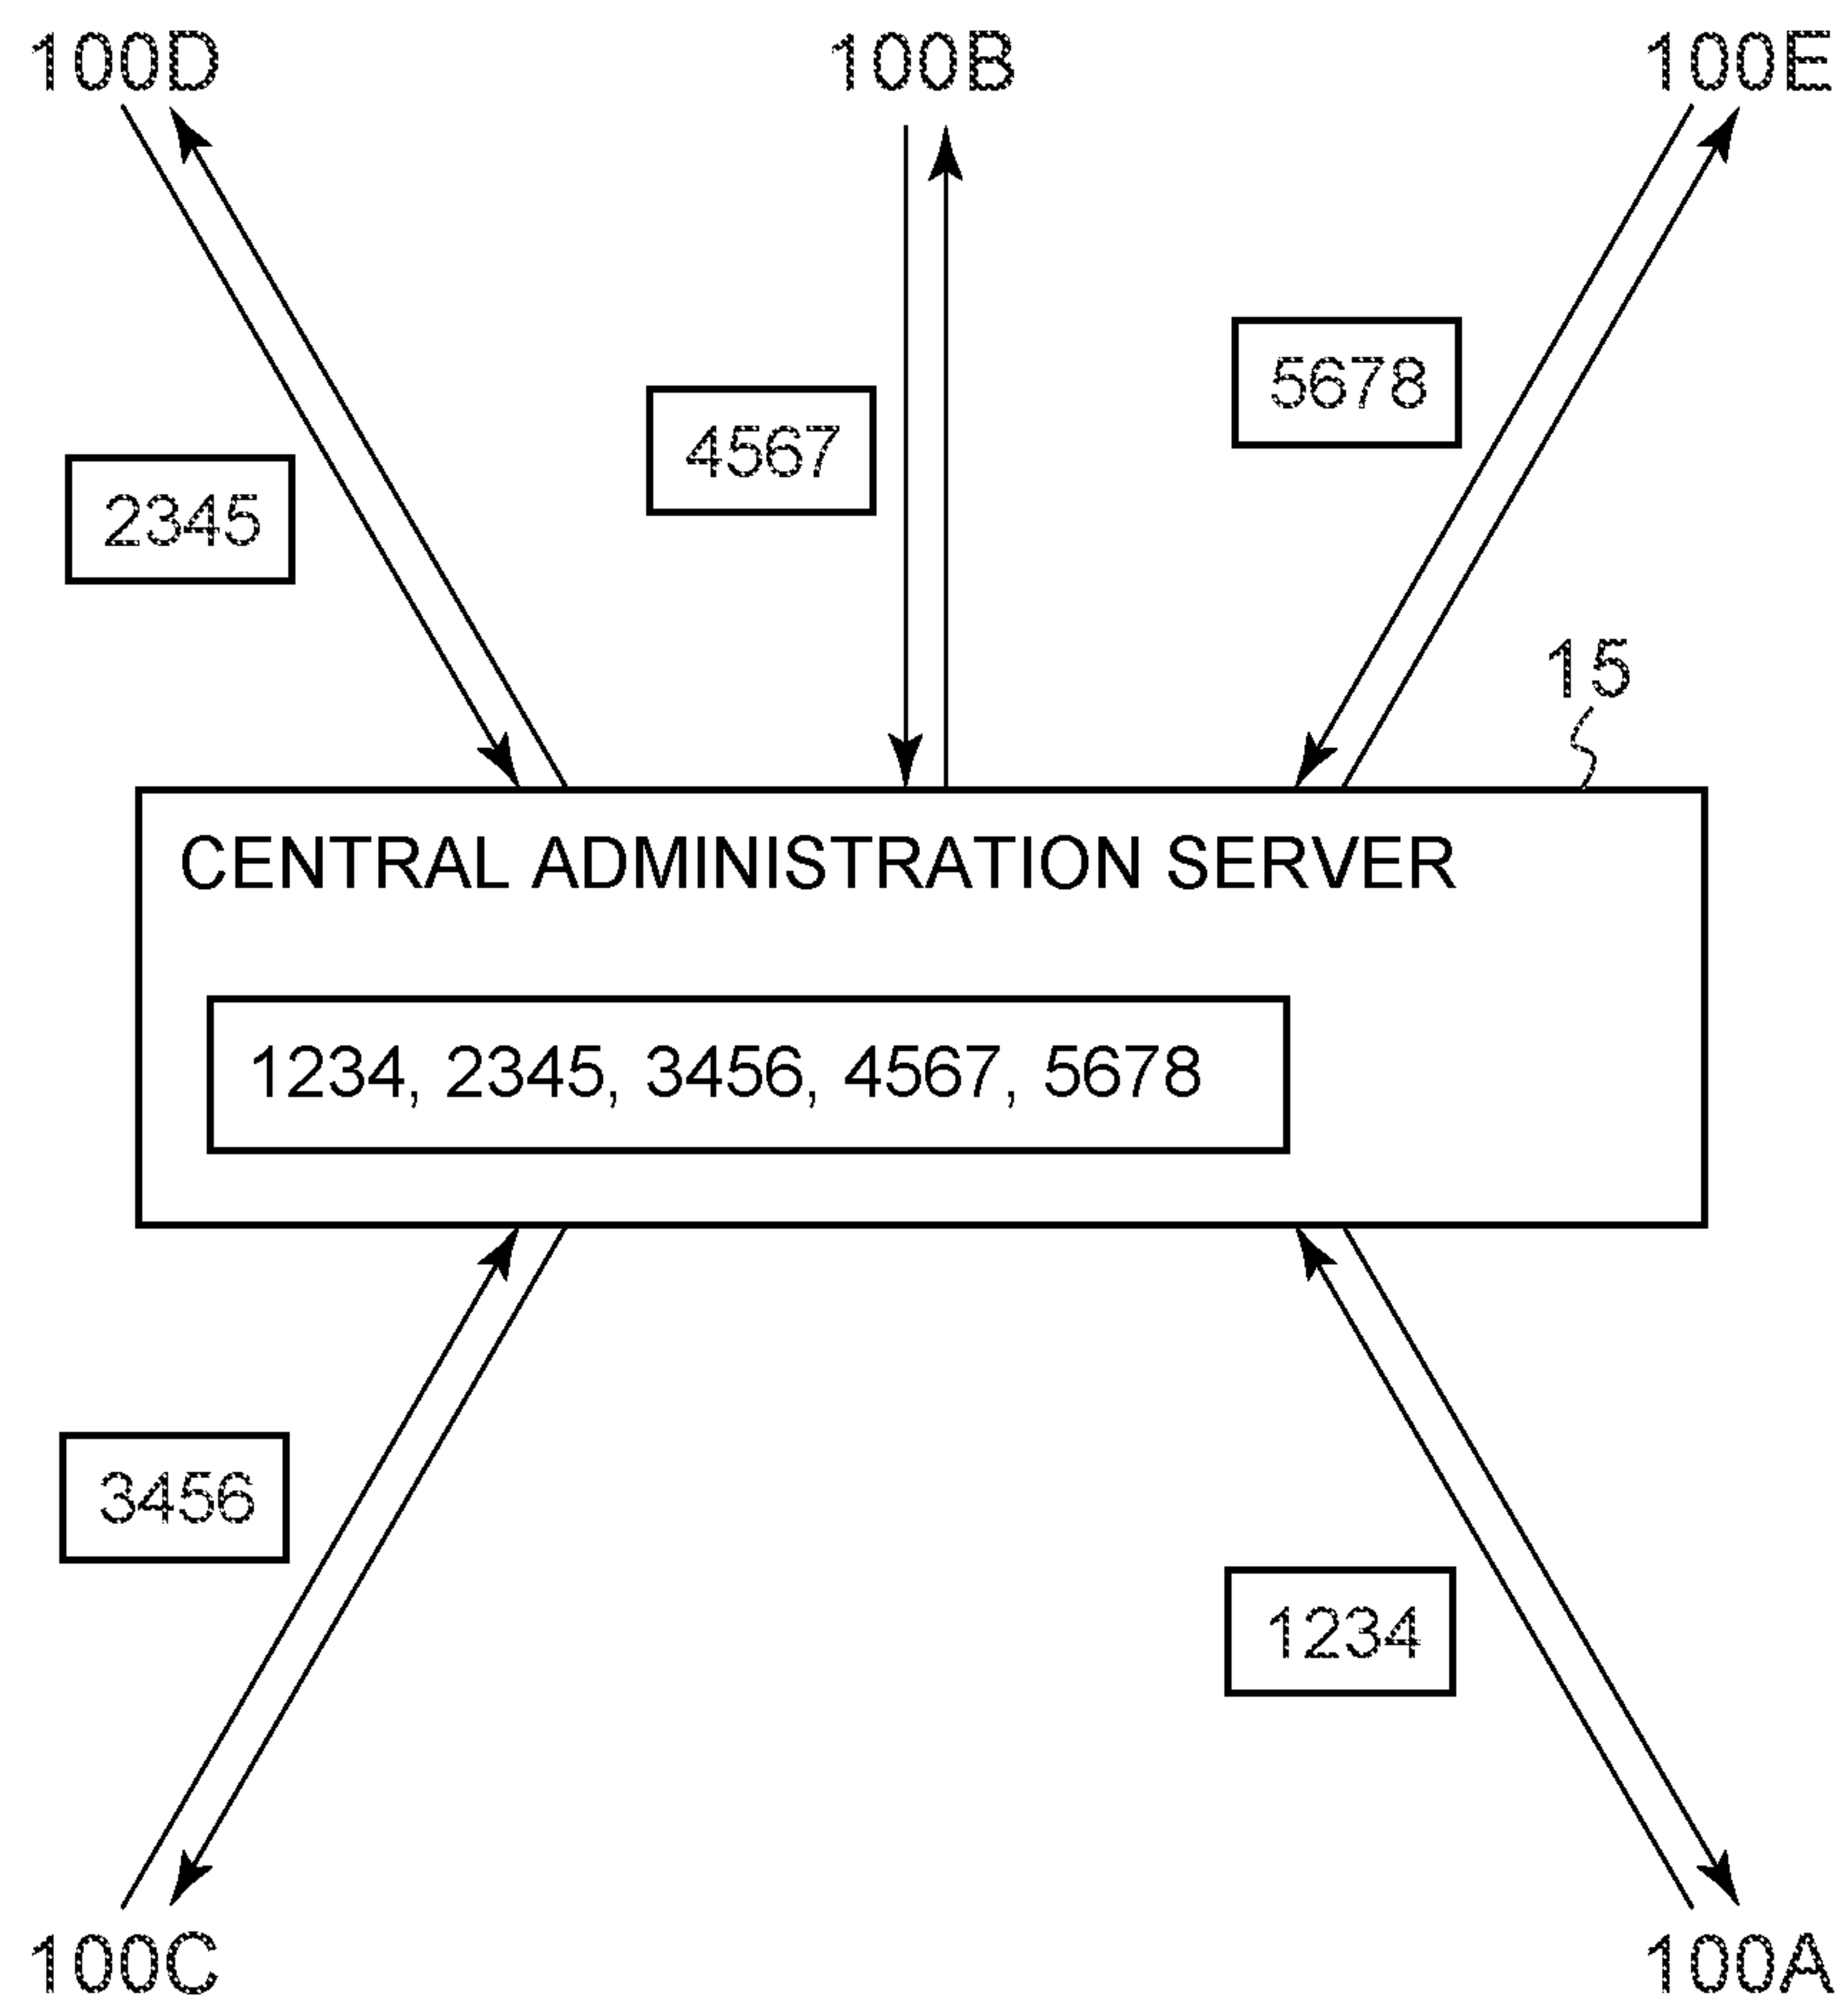 100D
100B
100E
5678
4567
2345
15
CENTRAL ADMINISTRATION SERVER
1234, 2345, 3456, 4567, 5678
3456
1234
100C
100A